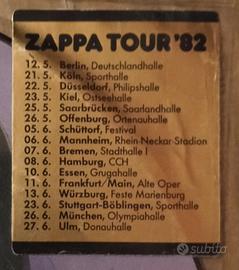 ZAPPA TOUR '82
12. 5. Berlin, Deutschlandhalle
21. 5. Köln, Sporthalle
22. 5. Düsseldorf, Philipshalle
23. 5. Kiel, Ostseehalle
25. 5. Saarbrücken, Saarlandhalle
26. 5. Offenburg, Ortenauhalle
05. 6. Schüttorf, Festival
06. 6. Mannheim, Rhein-Neckar-Stadion
07. 6. Bremen, Stadthalle I
08. 6. Hamburg, CCH
10. 6. Essen, Grugahalle
11. 6. Frankfurt/Main, Alte Oper
13. 6. Würzburg, Feste Marienburg
23. 6. Stuttgart-Böblingen, Sporthalle
26. 6. München, Olympiahalle
27. 6. Ulm, Donauhalle
subito